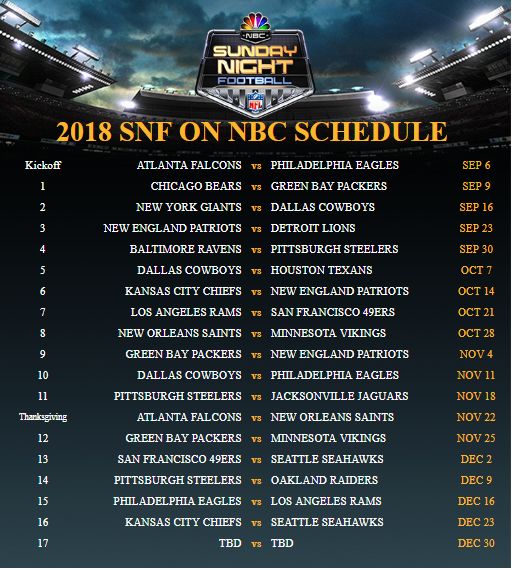 NBC
SUNDAY
NIGHT
FOOTBALL
NFL
2018 SNF ON NBC SCHEDULE
Kickoff ATLANTA FALCONS vs PHILADELPHIA EAGLES SEP 6
1 CHICAGO BEARS vs GREEN BAY PACKERS SEP 9
2 NEW YORK GIANTS vs DALLAS COWBOYS SEP 16
3 NEW ENGLAND PATRIOTS vs DETROIT LIONS SEP 23
4 BALTIMORE RAVENS vs PITTSBURGH STEELERS SEP 30
5 DALLAS COWBOYS vs HOUSTON TEXANS OCT 7
6 KANSAS CITY CHIEFS vs NEW ENGLAND PATRIOTS OCT 14
7 LOS ANGELES RAMS vs SAN FRANCISCO 49ERS OCT 21
8 NEW ORLEANS SAINTS vs MINNESOTA VIKINGS OCT 28
9 GREEN BAY PACKERS vs NEW ENGLAND PATRIOTS NOV 4
10 DALLAS COWBOYS vs PHILADELPHIA EAGLES NOV 11
11 PITTSBURGH STEELERS vs JACKSONVILLE JAGUARS NOV 18
Thanksgiving ATLANTA FALCONS vs NEW ORLEANS SAINTS NOV 22
12 GREEN BAY PACKERS vs MINNESOTA VIKINGS NOV 25
13 SAN FRANCISCO 49ERS vs SEATTLE SEAHAWKS DEC 2
14 PITTSBURGH STEELERS vs OAKLAND RAIDERS DEC 9
15 PHILADELPHIA EAGLES vs LOS ANGELES RAMS DEC 16
16 KANSAS CITY CHIEFS vs SEATTLE SEAHAWKS DEC 23
17 TBD vs TBD DEC 30